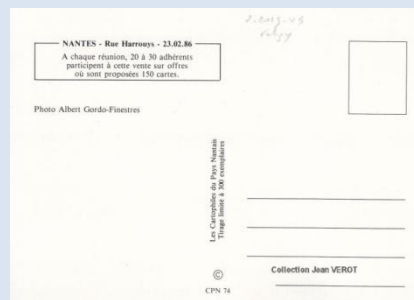 NANTES - Rue Harrouys - 23.02.86
A chaque réunion, 20 à 30 adhérents
participent à cette vente sur offres
où sont proposées 150 cartes.
Photo Albert Gordo-Finestres
Les Cartophiles du Pays Nantais
Tirage limité à 300 exemplaires
©
CPN 74
Collection Jean VEROT